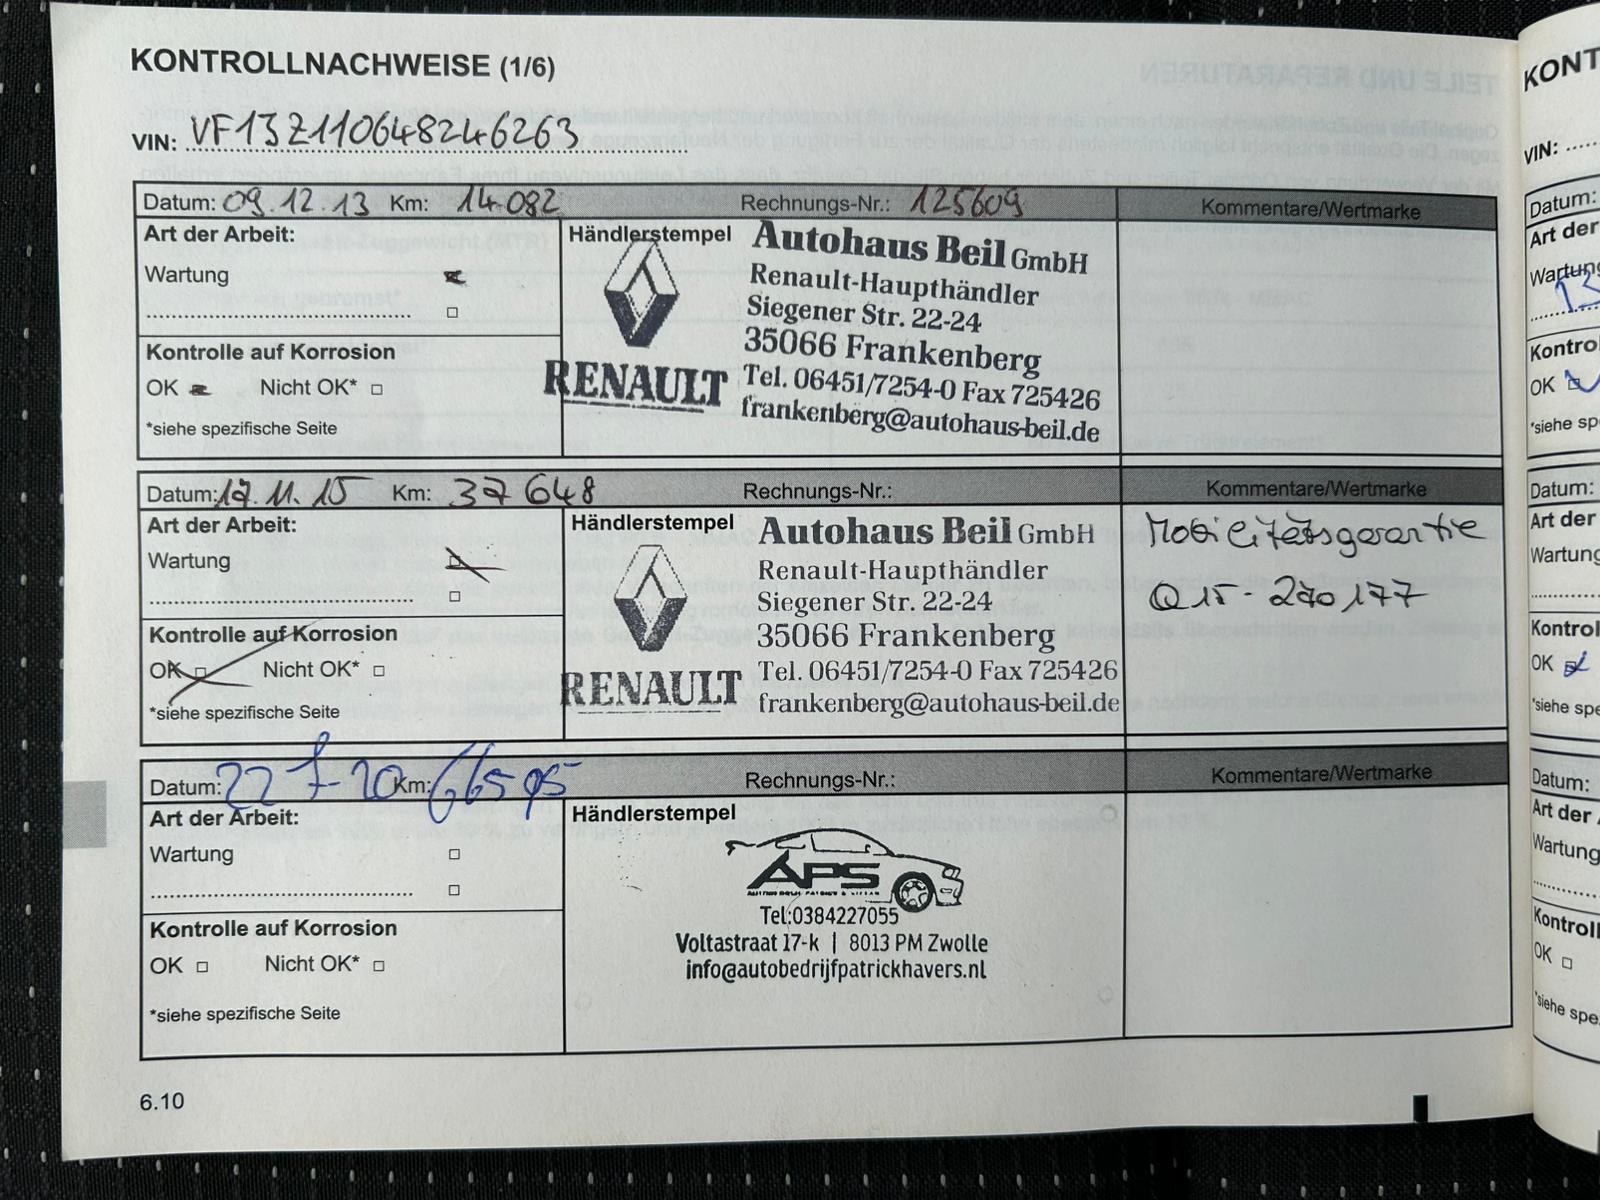 KONTROLLNACHWEISE (1/6)
VIN: VF13Z110648246263
Datum: 09.12.13 Km: 14.082 Rechnungs-Nr.: 125609 Kommentare/Wertmarke
Art der Arbeit:
Wartung
Kontrolle auf Korrosion
OK Nicht OK*
*siehe spezifische Seite
Händlerstempel
RENAULT
Autohaus Beil GmbH
Renault-Haupthändler
Siegener Str. 22-24
35066 Frankenberg
Tel. 06451/7254-0 Fax 725426
frankenberg@autohaus-beil.de
Datum: 17.11.15 Km: 37648 Rechnungs-Nr.: Kommentare/Wertmarke
Art der Arbeit:
Wartung
Kontrolle auf Korrosion
OK Nicht OK*
*siehe spezifische Seite
Händlerstempel
RENAULT
Autohaus Beil GmbH
Renault-Haupthändler
Siegener Str. 22-24
35066 Frankenberg
Tel. 06451/7254-0 Fax 725426
frankenberg@autohaus-beil.de
Mobilitätsgarantie
Q15-270177
Datum: 22 7-20 Km: 66595 Rechnungs-Nr.: Kommentare/Wertmarke
Art der Arbeit:
Wartung
Kontrolle auf Korrosion
OK Nicht OK*
*siehe spezifische Seite
Händlerstempel
APS
Tel:0384227055
Voltastraat 17-k | 8013 PM Zwolle
info@autobedrijfpatrickhavers.nl
6.10
KONT
VIN:
Datum:
Art der
Wartung
13
Kontro
OK
*siehe sp
Datum:
Art der
Wartung
Kontrol
OK
*siehe spe
Datum:
Art der
Wartung
Kontrol
OK
*siehe spe